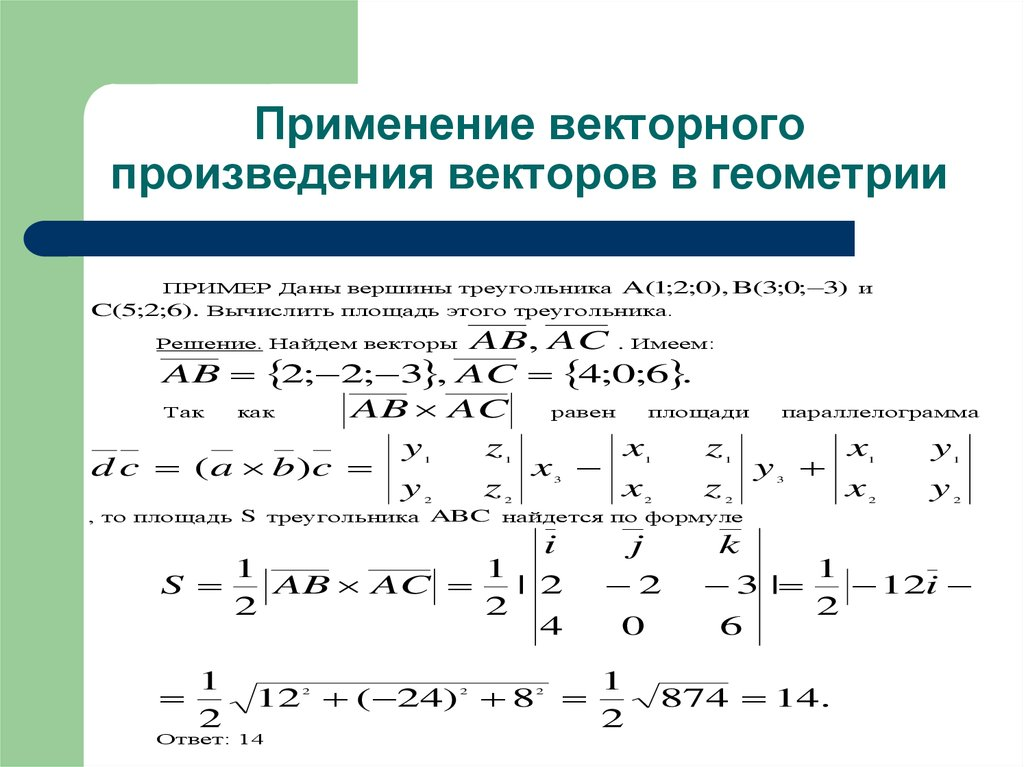 Применение векторного
произведения векторов в геометрии
ПРИМЕР Даны вершины треугольника A(1;2;0), B(3;0;−3) и
C(5;2;6). Вычислить площадь этого треугольника.
Решение. Найдем векторы AB, AC . Имеем:
AB = {2;−2;−3}, AC = {4;0;6}.
Так как |AB × AC| равен площади параллелограмма
d c = (a × b)c = |y₁ z₁; y₂ z₂| x₃ − |x₁ z₁; x₂ z₂| y₃ + |x₁ y₁; x₂ y₂|
, то площадь S треугольника ABC найдется по формуле
S = 1/2 |AB × AC| = 1/2 | |i j k; 2 −2 −3; 4 0 6| | = 1/2 |−12i −
= 1/2 √(12² + (−24)² + 8²) = 1/2 √874 = 14.
Ответ: 14